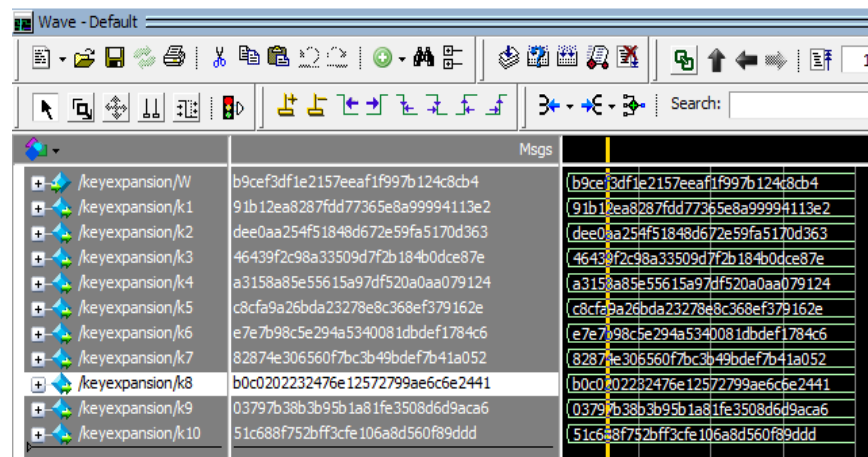 Wave - Default
1
Search:
Msgs
/keyexpansion/W b9cef3df1e2157eeaf1f997b124c8cb4 b9cef3df1e2157eeaf1f997b124c8cb4
/keyexpansion/k1 91b12ea8287fdd77365e8a99994113e2 91b12ea8287fdd77365e8a99994113e2
/keyexpansion/k2 dee0aa254f51848d672e59fa5170d363 dee0aa254f51848d672e59fa5170d363
/keyexpansion/k3 46439f2c98a33509d7f2b184b0dce87e 46439f2c98a33509d7f2b184b0dce87e
/keyexpansion/k4 a3158a85e55615a97df520a0aa079124 a3158a85e55615a97df520a0aa079124
/keyexpansion/k5 c8cfa9a26bda23278e8c368ef379162e c8cfa9a26bda23278e8c368ef379162e
/keyexpansion/k6 e7e7b98c5e294a5340081dbdef1784c6 e7e7b98c5e294a5340081dbdef1784c6
/keyexpansion/k7 82874e306560f7bc3b49bdef7b41a052 82874e306560f7bc3b49bdef7b41a052
/keyexpansion/k8 b0c0202232476e12572799ae6c6e2441 b0c0202232476e12572799ae6c6e2441
/keyexpansion/k9 03797b38b3b95b1a81fe3508d6d9aca6 03797b38b3b95b1a81fe3508d6d9aca6
/keyexpansion/k10 51c688f752bff3cfe106a8d560f89ddd 51c688f752bff3cfe106a8d560f89ddd